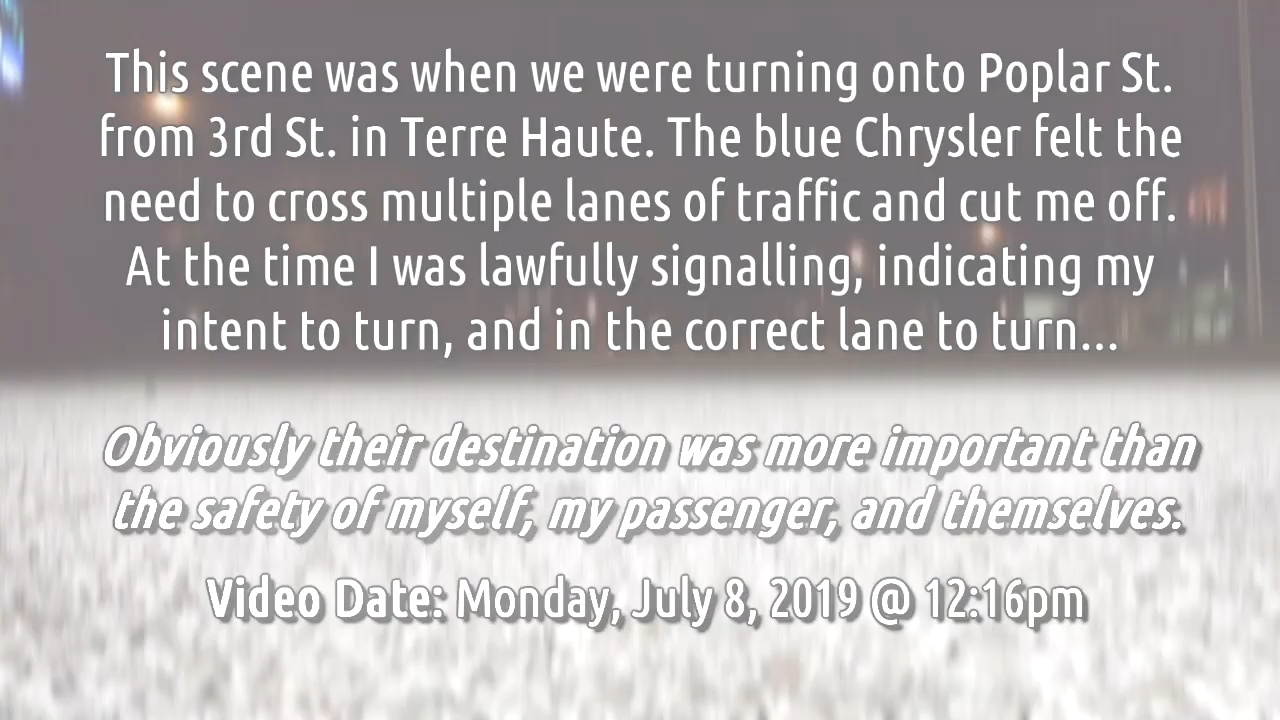 This scene was when we were turning onto Poplar St.
from 3rd St. in Terre Haute. The blue Chrysler felt the
need to cross multiple lanes of traffic and cut me off.
At the time I was lawfully signalling, indicating my
intent to turn, and in the correct lane to turn...
Obviously their destination was more important than
the safety of myself, my passenger, and themselves.
Video Date: Monday, July 8, 2019 @ 12:16pm